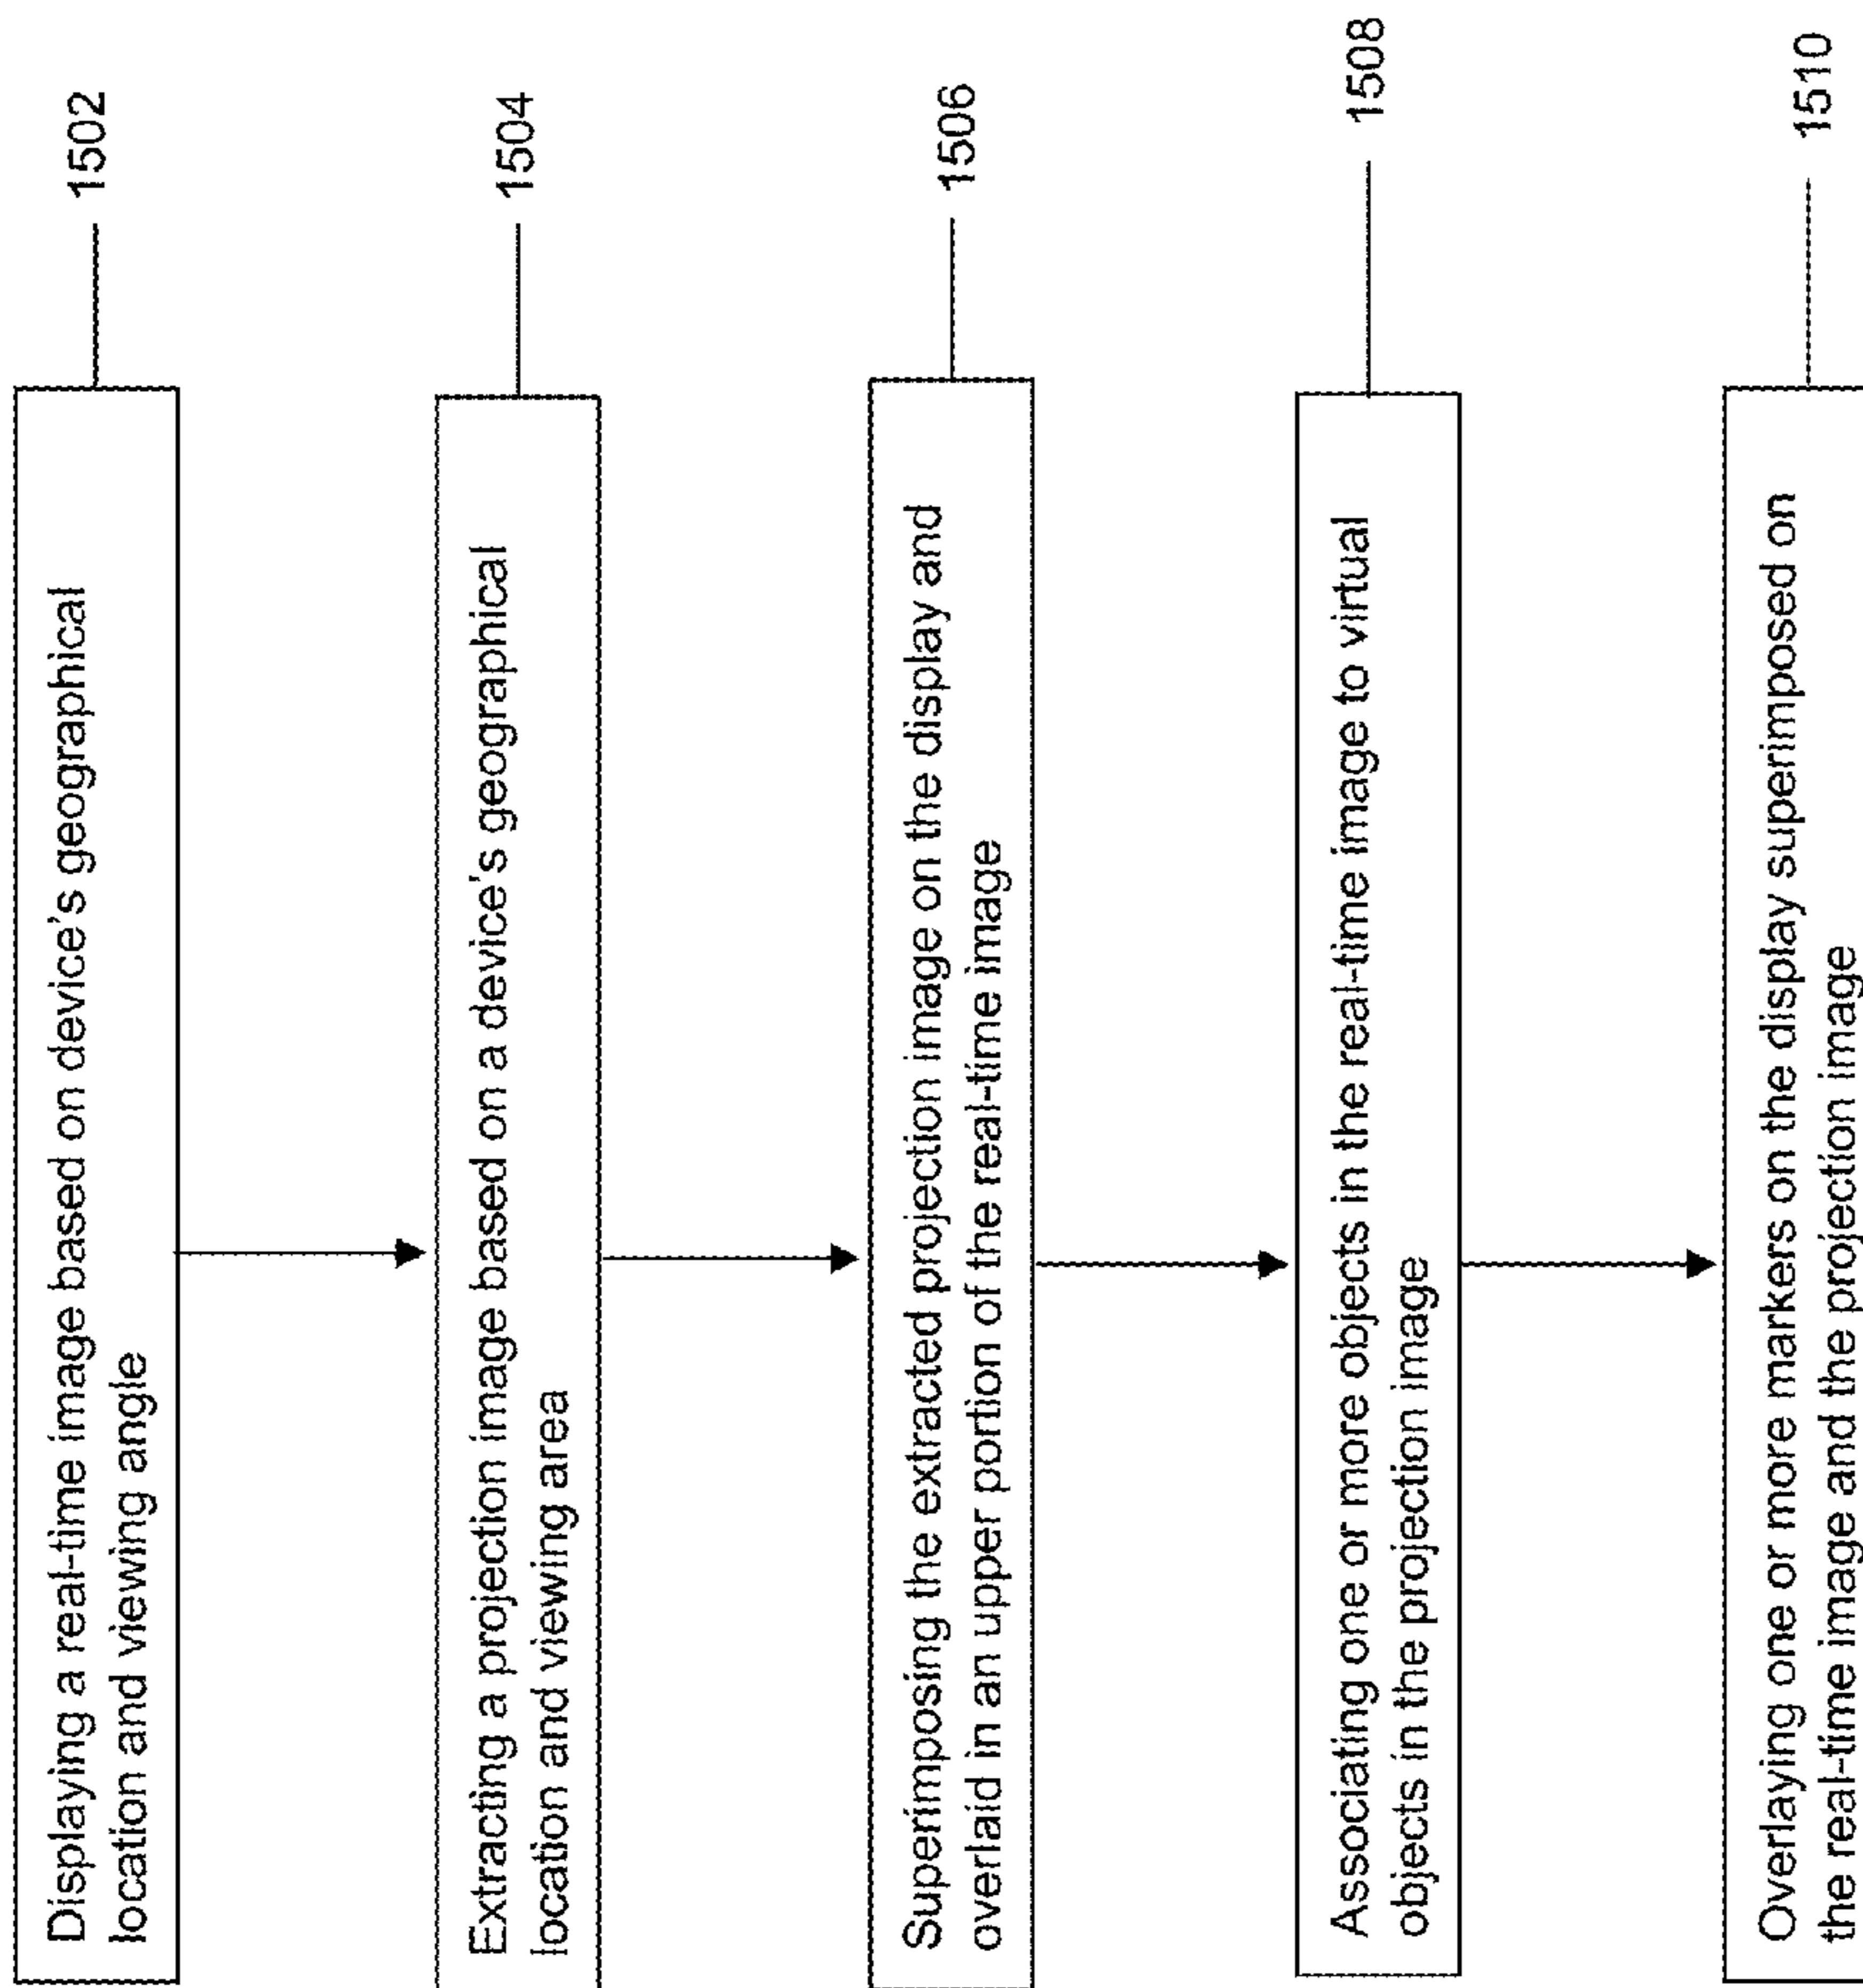 Displaying a real-time image based on device's geographical
location and viewing angle
1502
Extracting a projection image based on a device's geographical
location and viewing area
1504
Superimposing the extracted projection image on the display and
overlaid in an upper portion of the real-time image
1506
Associating one or more objects in the real-time image to virtual
objects in the projection image
1508
Overlaying one or more markers on the display superimposed on
the real-time image and the projection image
1510